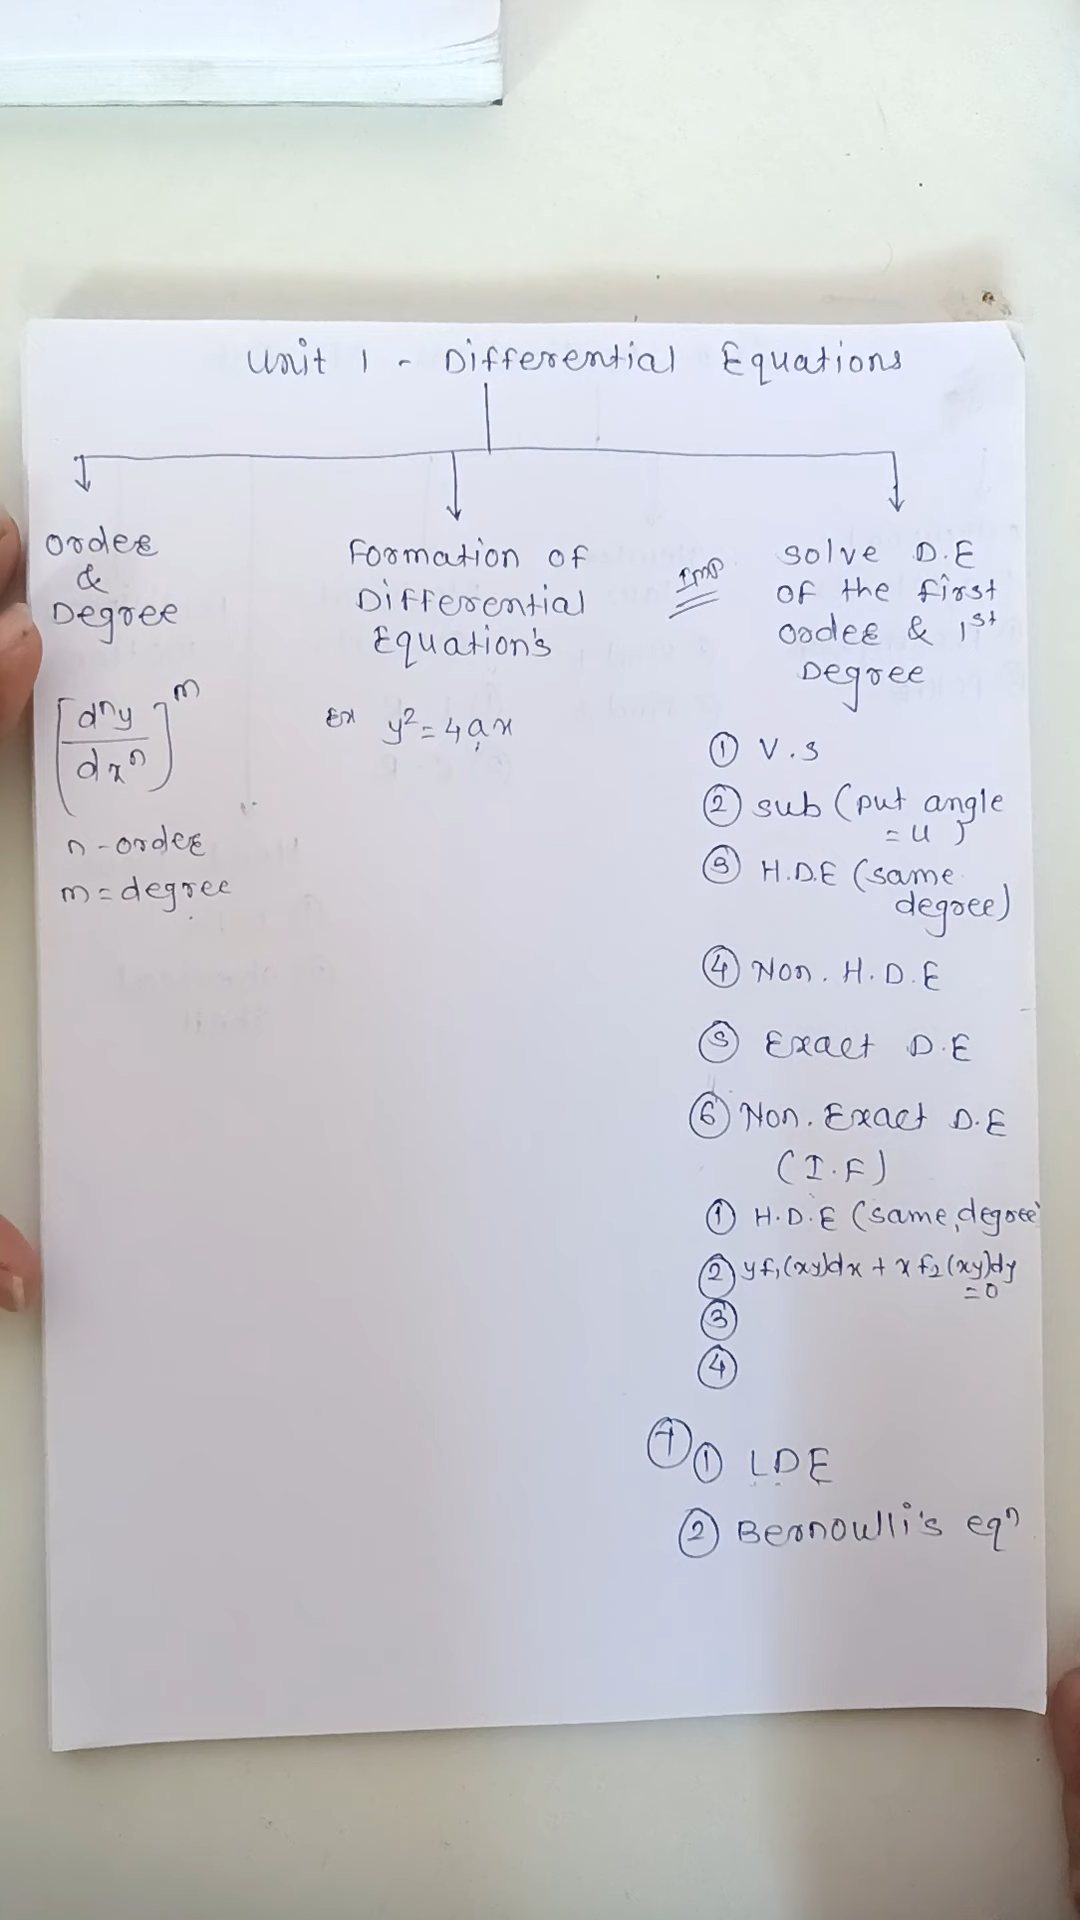 Unit 1 - Differential Equations
Order
&
Degree
[dⁿy/dxⁿ]ᵐ
n - order
m = degree
Formation of
Differential
Equation's
Ex y² = 4ax
IMP
Solve D.E
of the first
order & 1st
Degree
① V.S
② sub (put angle
= u)
③ H.D.E (same
degree)
④ Non. H.D.E
⑤ Exact D.E
⑥ Non. Exact D.E
(I.F)
① H.D.E (same, degree)
② yf₁(xy)dx + xf₂(xy)dy
=0
③
④
⑦ ① LDE
② Bernoulli's eqⁿ